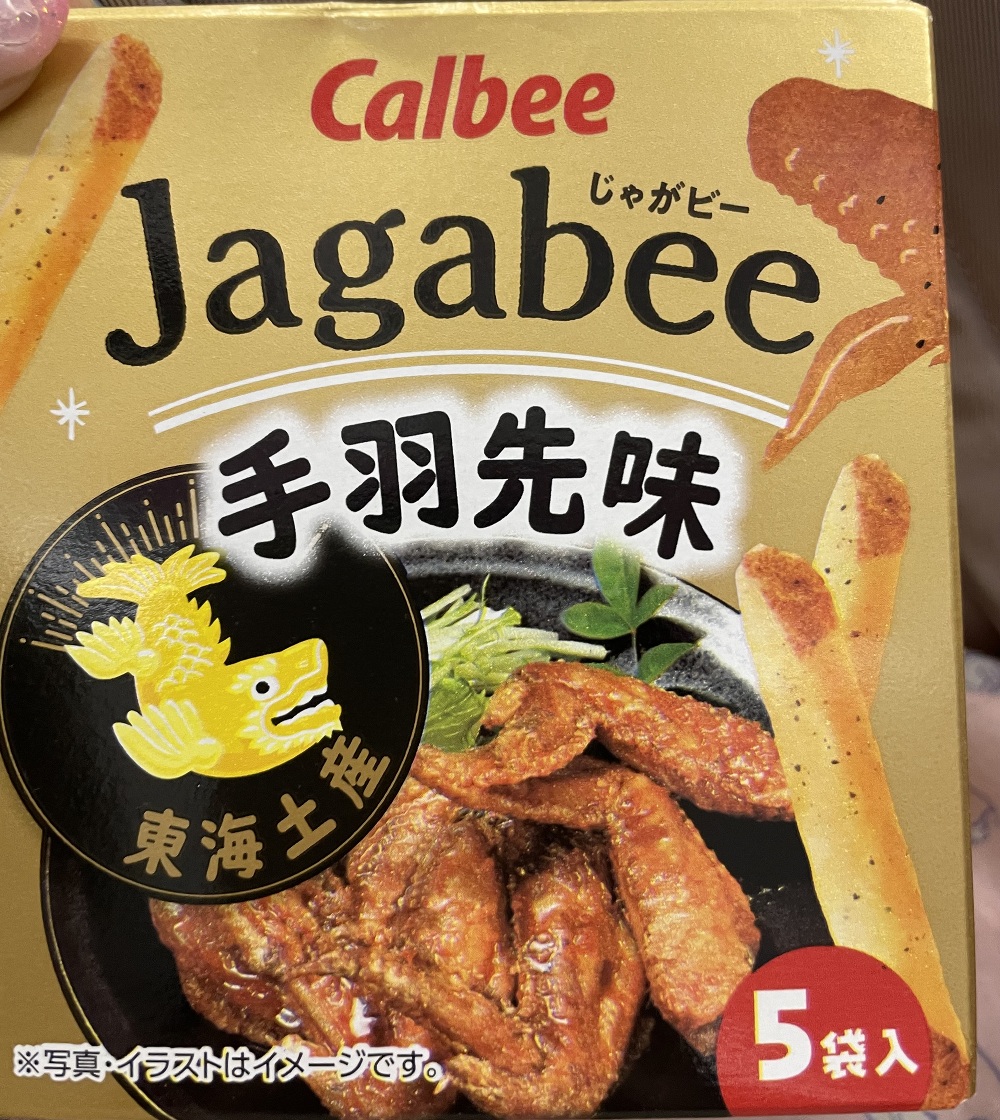 Calbee
じゃがビー
Jagabee
手羽先味
東海土産
5袋入
※写真・イラストはイメージです。